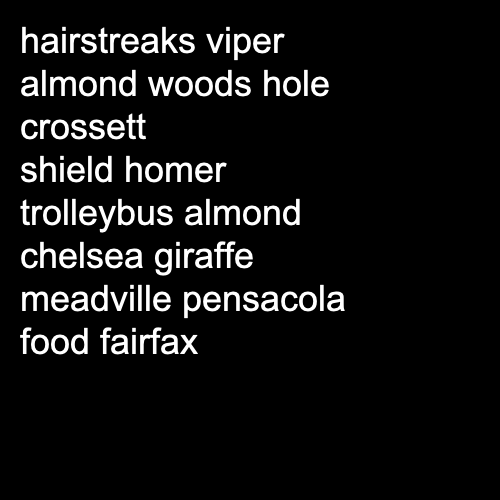 hairstreaks viper
almond woods hole
crossett
shield homer
trolleybus almond
chelsea giraffe
meadville pensacola
food fairfax